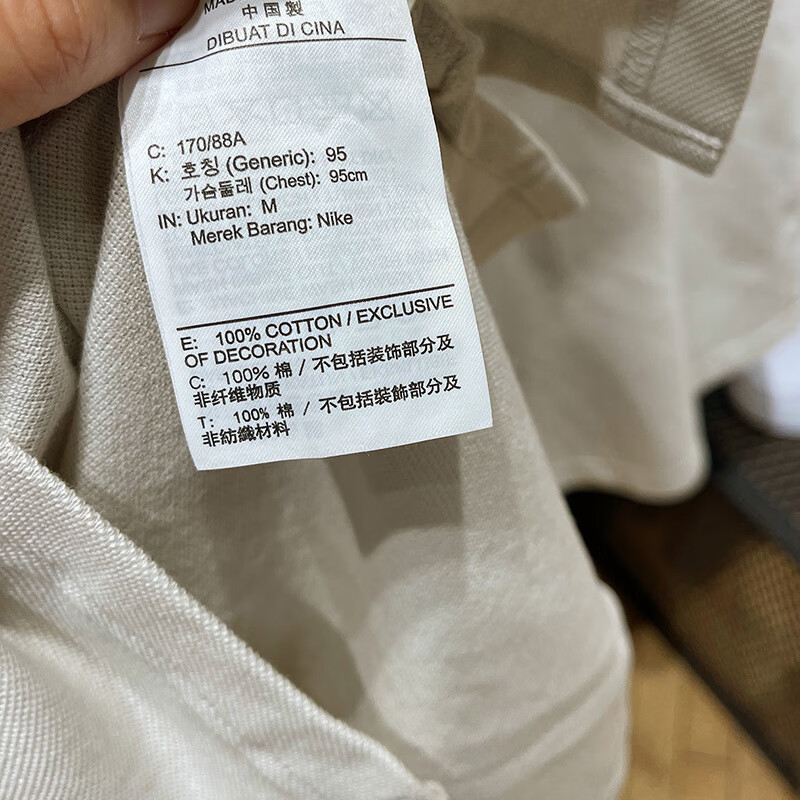 中国製
DIBUAT DI CINA
C: 170/88A
K: 호칭 (Generic): 95
가슴둘레 (Chest): 95cm
IN: Ukuran: M
Merek Barang: Nike
E: 100% COTTON / EXCLUSIVE
OF DECORATION
C: 100% 棉 / 不包括装饰部分及
非纤维物质
T: 100% 棉 / 不包括裝飾部分及
非紡織材料